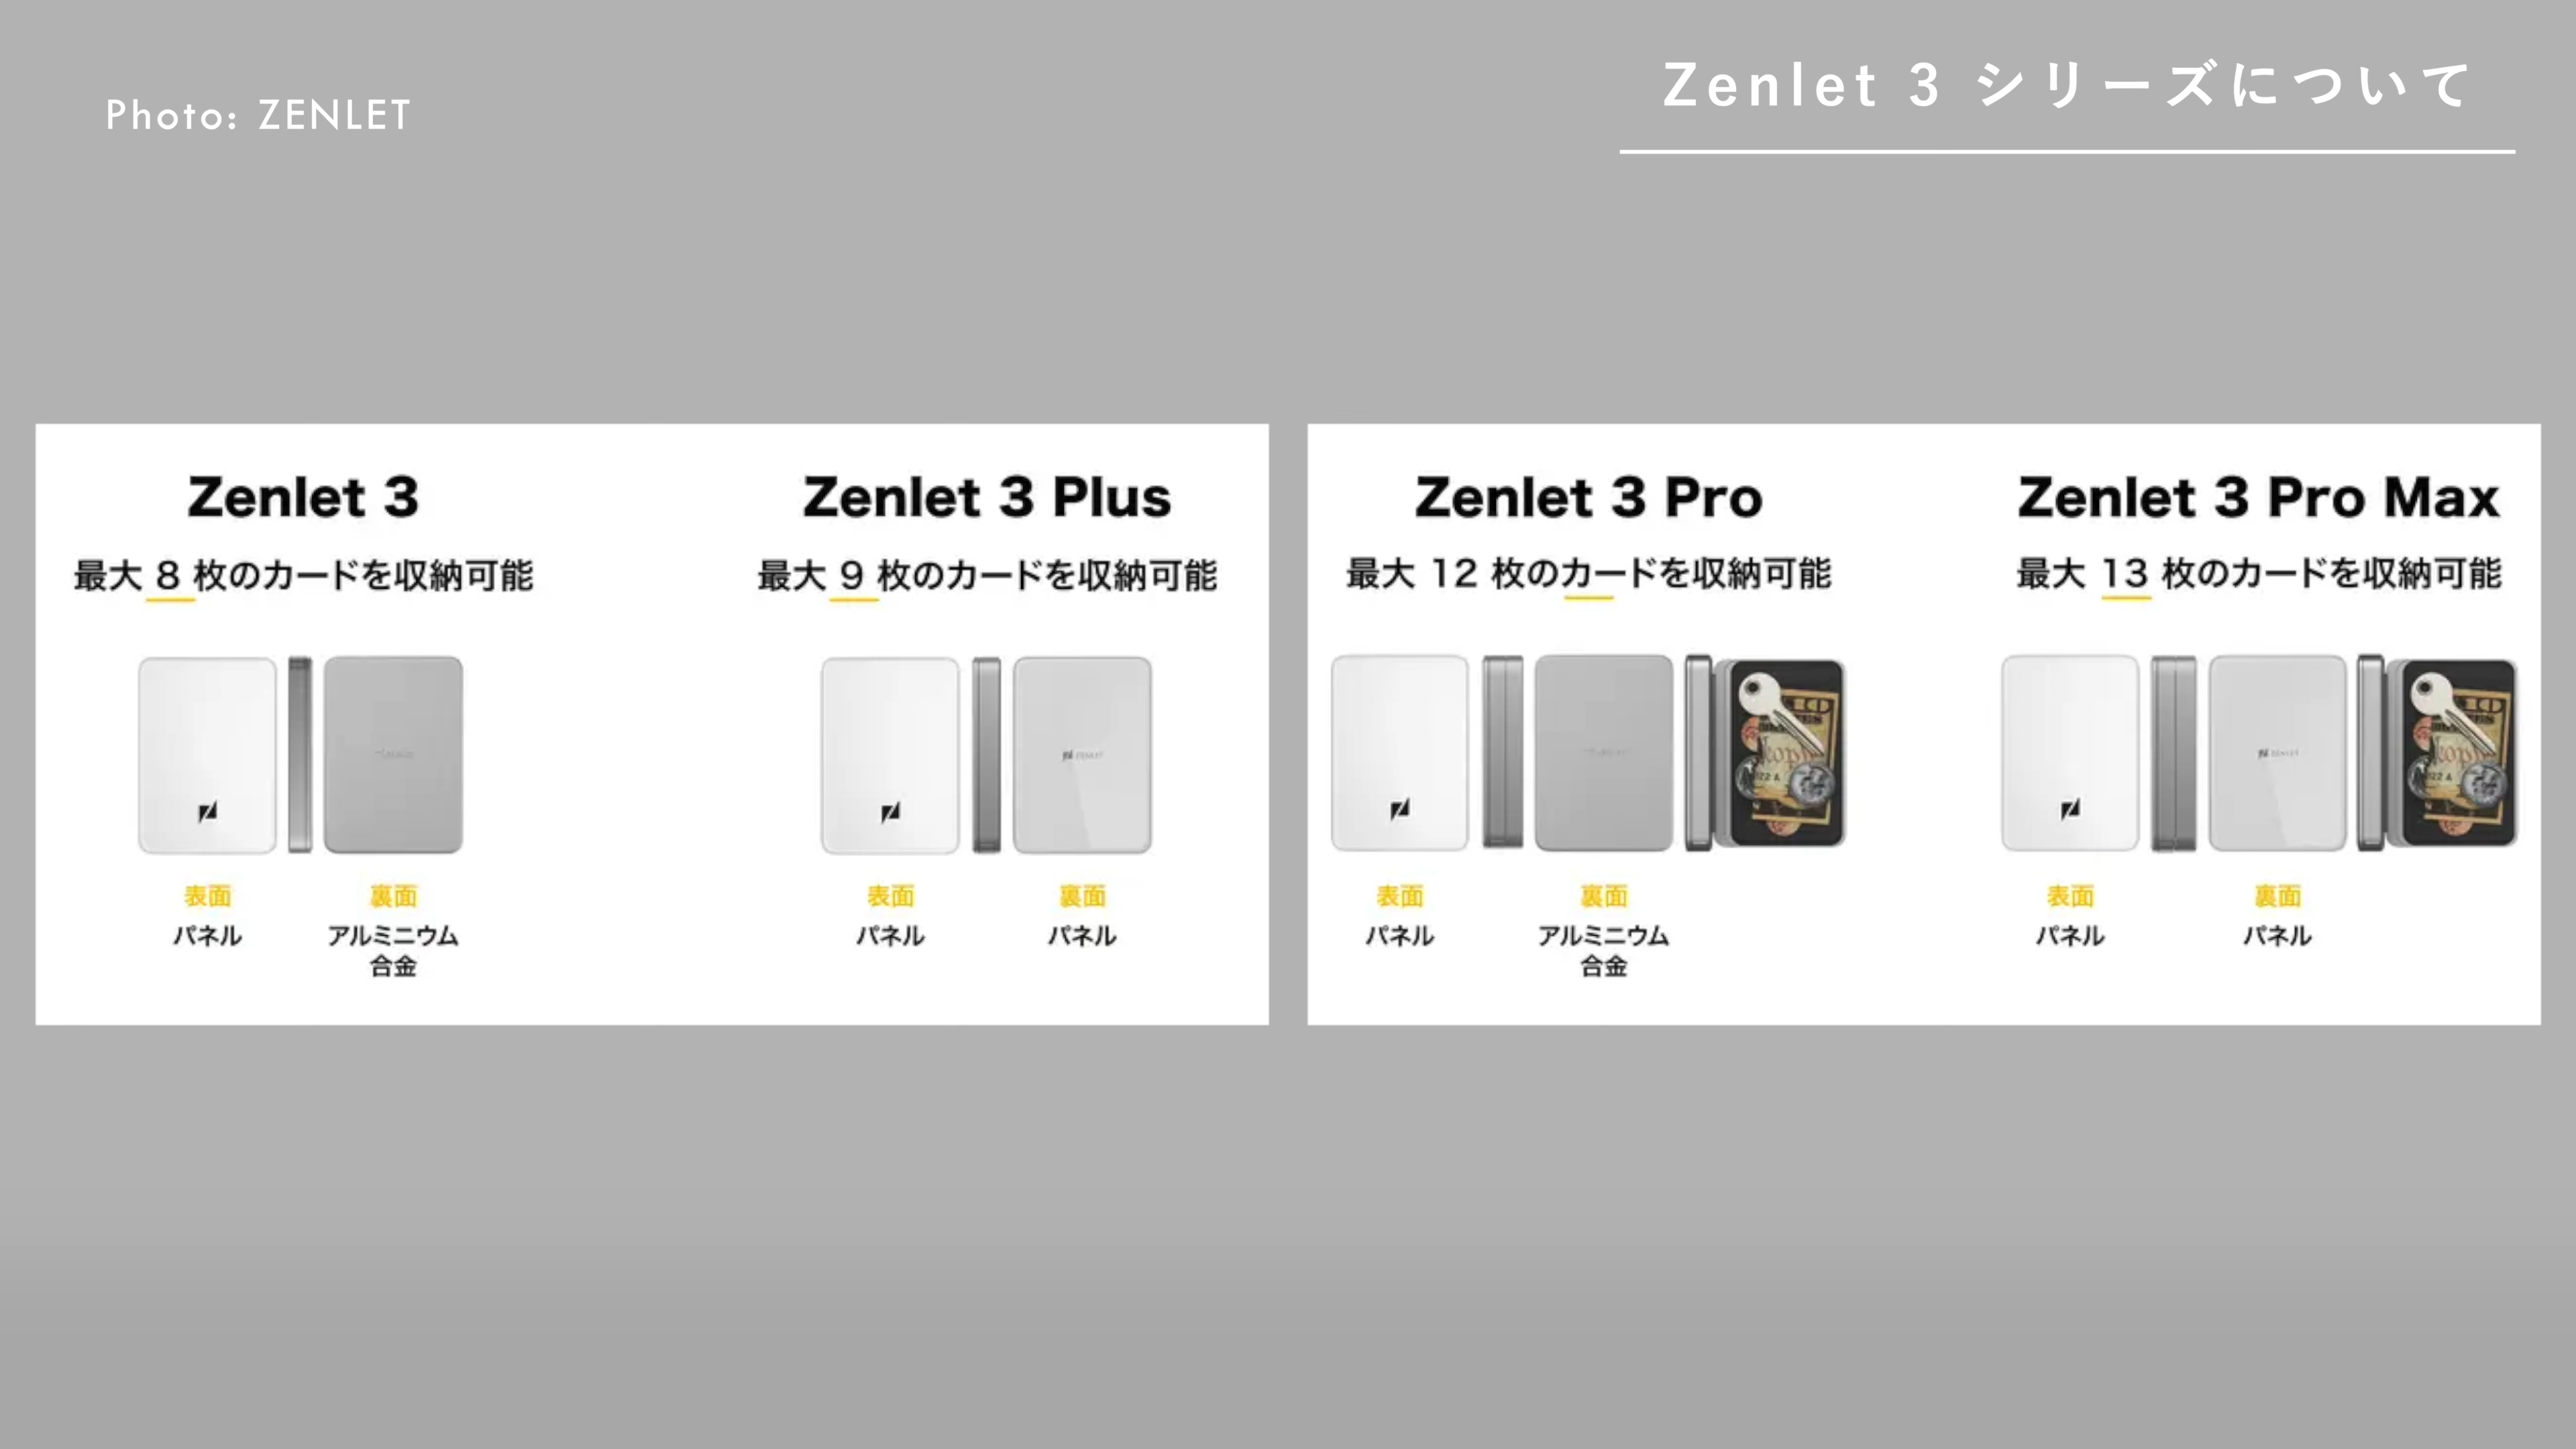 Photo: ZENLET
Zenlet 3 シリーズについて
Zenlet 3
最大 8 枚のカードを収納可能
表面
パネル
裏面
アルミニウム
合金
Zenlet 3 Plus
最大 9 枚のカードを収納可能
表面
パネル
裏面
パネル
Zenlet 3 Pro
最大 12 枚のカードを収納可能
表面
パネル
裏面
アルミニウム
合金
Zenlet 3 Pro Max
最大 13 枚のカードを収納可能
表面
パネル
裏面
パネル